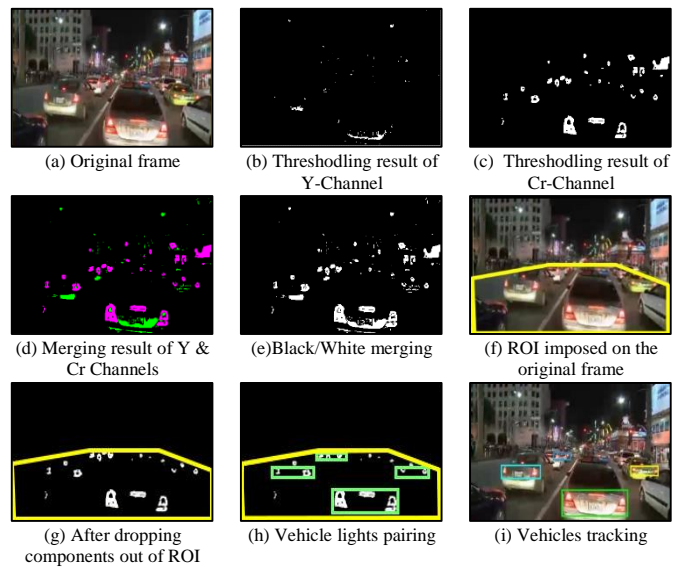 (a) Original frame
(b) Threshodling result of
Y-Channel
(c) Threshodling result of
Cr-Channel
(d) Merging result of Y &
Cr Channels
(e)Black/White merging
(f) ROI imposed on the
original frame
(g) After dropping
components out of ROI
(h) Vehicle lights pairing
(i) Vehicles tracking